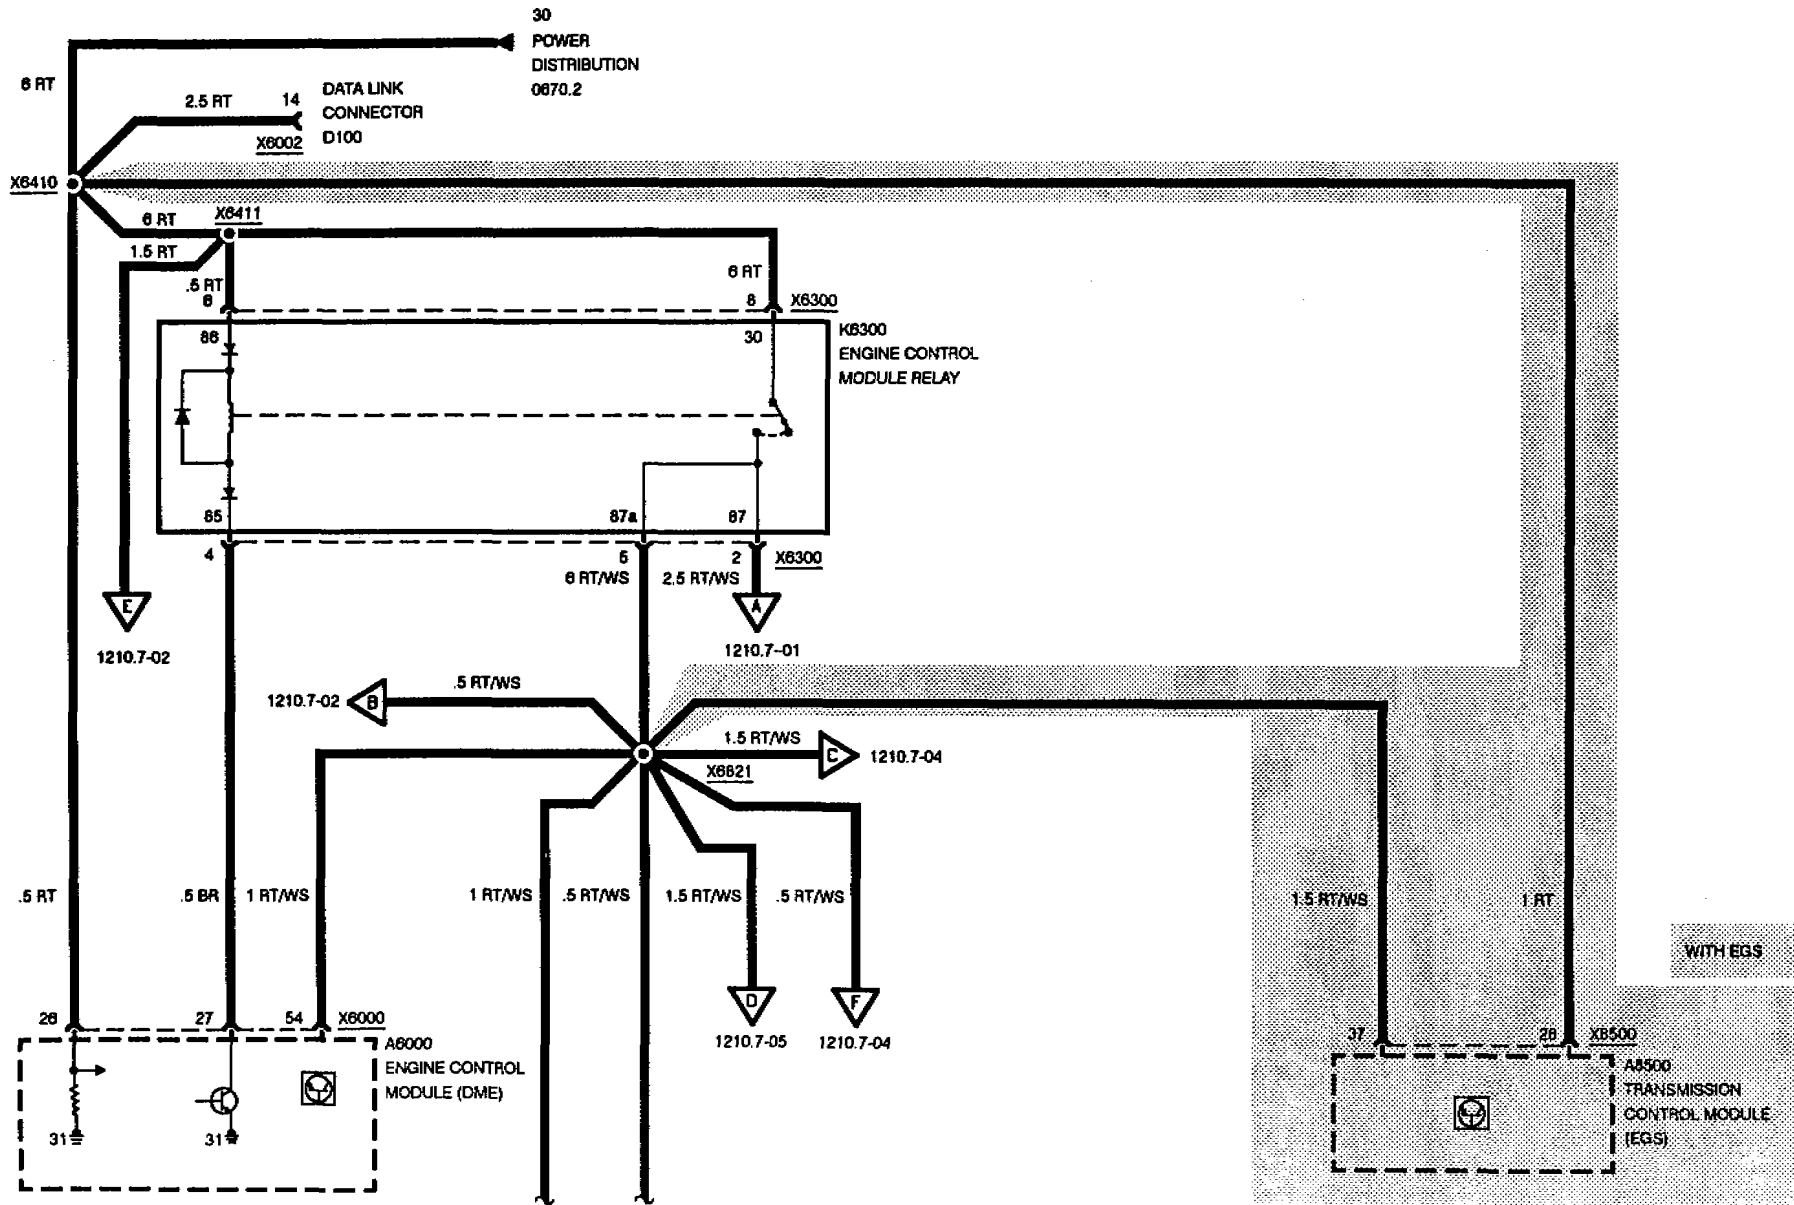 30
POWER
DISTRIBUTION
0670.2
6 RT
2.5 RT
14
DATA LINK
CONNECTOR
D100
X6002
X6410
6 RT
X6411
1.5 RT
.5 RT
6
6 RT
8
X6300
86
30
K6300
ENGINE CONTROL
MODULE RELAY
85
87a
87
4
5
2
X6300
6 RT/WS
2.5 RT/WS
E
1210.7-02
A
1210.7-01
1210.7-02
B
.5 RT/WS
1.5 RT/WS
C
1210.7-04
X6821
.5 RT
.5 BR
1 RT/WS
1 RT/WS
.5 RT/WS
1.5 RT/WS
.5 RT/WS
1.5 RT/WS
1 RT
WITH EGS
D
1210.7-05
F
1210.7-04
26
27
54
X6000
A6000
ENGINE CONTROL
MODULE (DME)
31
31
37
26
X8500
A8500
TRANSMISSION
CONTROL MODULE
(EGS)